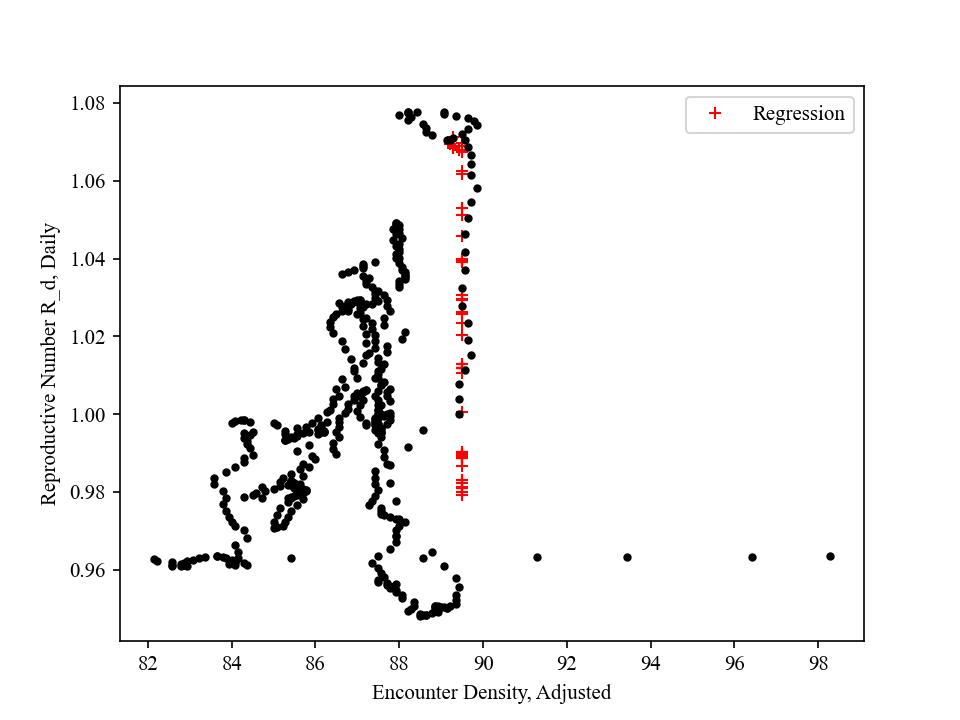 Regression
1.08
1.06
1.04
1.02
1.00
0.98
0.96
Reproductive Number R_d, Daily
82 84 86 88 90 92 94 96 98
Encounter Density, Adjusted